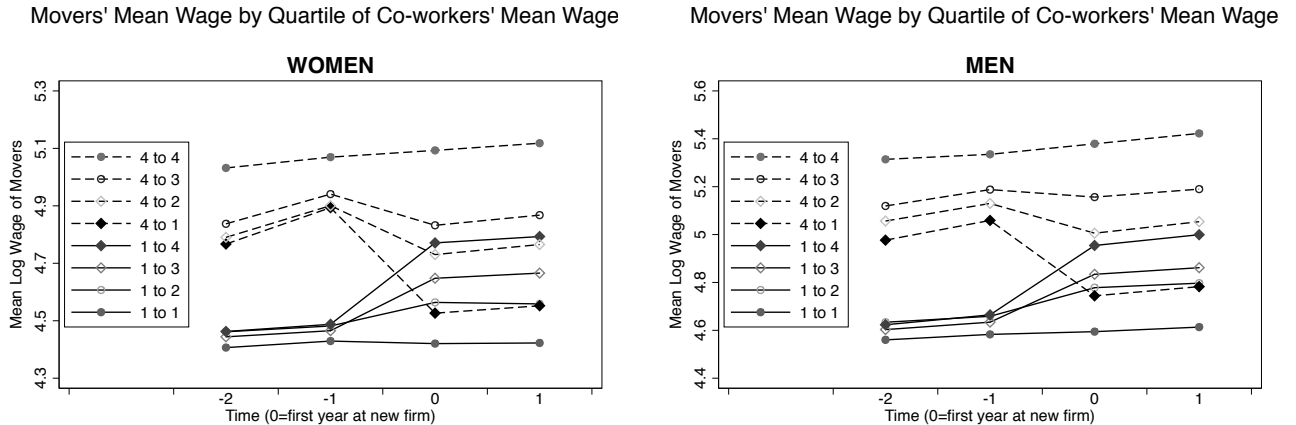 Movers' Mean Wage by Quartile of Co-workers' Mean Wage
WOMEN
Mean Log Wage of Movers
5.3
5.1
4.9
4.7
4.5
4.3
4 to 4
4 to 3
4 to 2
4 to 1
1 to 4
1 to 3
1 to 2
1 to 1
-2 -1 0 1
Time (0=first year at new firm)
Movers' Mean Wage by Quartile of Co-workers' Mean Wage
MEN
Mean Log Wage of Movers
5.6
5.4
5.2
5
4.8
4.6
4.4
4 to 4
4 to 3
4 to 2
4 to 1
1 to 4
1 to 3
1 to 2
1 to 1
-2 -1 0 1
Time (0=first year at new firm)